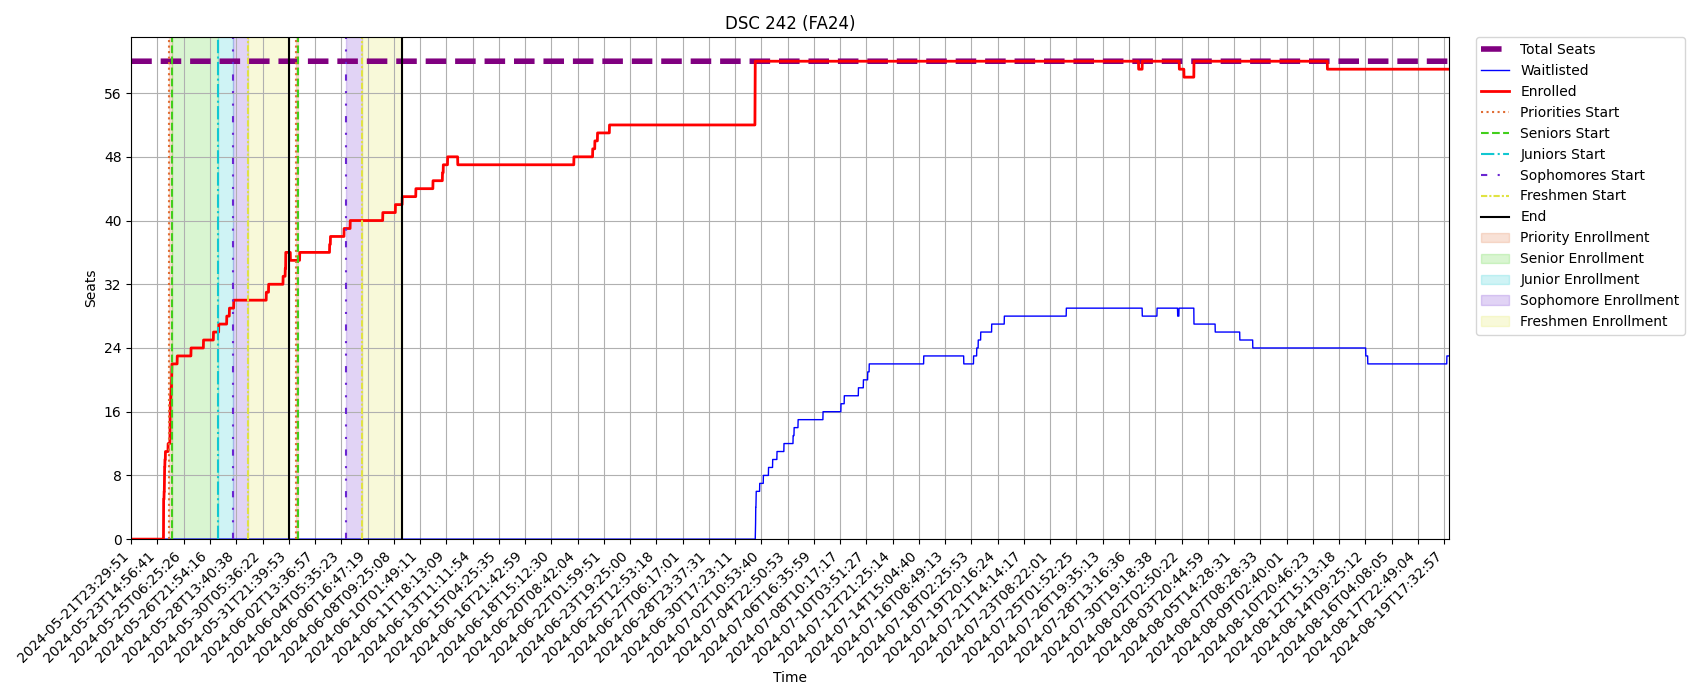 DSC 242 (FA24)
Total Seats
Waitlisted
Enrolled
Priorities Start
Seniors Start
Juniors Start
Sophomores Start
Freshmen Start
End
Priority Enrollment
Senior Enrollment
Junior Enrollment
Sophomore Enrollment
Freshmen Enrollment
Seats
56
48
40
32
24
16
8
0
2024-05-21T23:29:51
2024-05-23T14:56:41
2024-05-25T06:25:26
2024-05-26T21:54:16
2024-05-28T13:40:38
2024-05-30T05:36:22
2024-05-31T21:39:53
2024-06-02T13:36:57
2024-06-04T05:35:23
2024-06-06T16:47:19
2024-06-08T09:25:08
2024-06-10T01:49:11
2024-06-11T18:13:09
2024-06-13T11:11:54
2024-06-15T04:25:35
2024-06-16T21:42:59
2024-06-18T15:12:30
2024-06-20T08:42:04
2024-06-22T01:59:51
2024-06-23T19:25:00
2024-06-25T12:53:18
2024-06-27T06:17:01
2024-06-28T23:37:31
2024-06-30T17:23:11
2024-07-02T10:53:40
2024-07-04T22:50:53
2024-07-06T16:35:59
2024-07-08T10:17:17
2024-07-10T03:51:27
2024-07-12T21:25:14
2024-07-14T15:04:40
2024-07-16T08:49:13
2024-07-18T02:25:53
2024-07-19T20:16:24
2024-07-21T14:14:17
2024-07-23T08:22:01
2024-07-25T01:52:25
2024-07-26T19:35:13
2024-07-28T13:16:36
2024-07-30T19:18:38
2024-08-02T02:50:22
2024-08-03T20:44:59
2024-08-05T14:28:31
2024-08-07T08:28:33
2024-08-09T02:40:01
2024-08-10T20:46:23
2024-08-12T15:13:18
2024-08-14T09:25:12
2024-08-16T04:08:05
2024-08-17T22:49:04
2024-08-19T17:32:57
Time